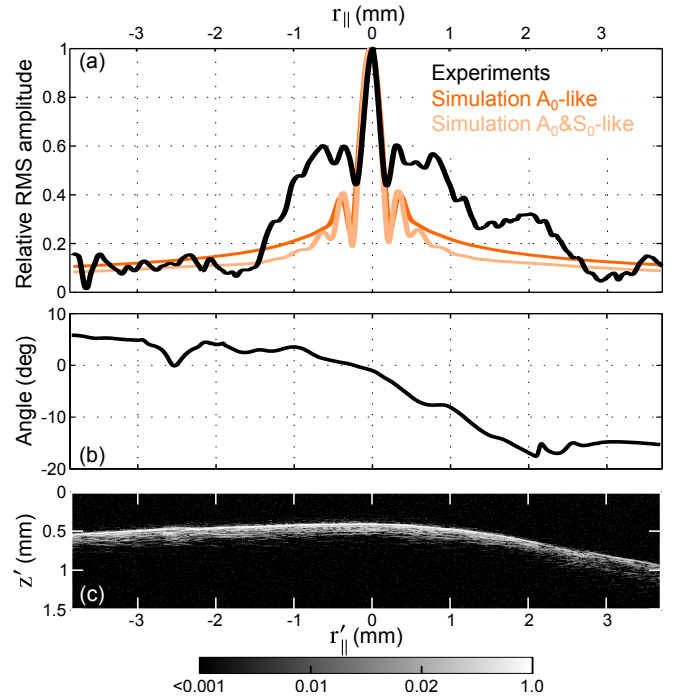 r∥ (mm)
-3 -2 -1 0 1 2 3
(a)
Experiments
Simulation A₀-like
Simulation A₀&S₀-like
Relative RMS amplitude
1
0.8
0.6
0.4
0.2
0
(b)
Angle (deg)
10
0
-10
-20
(c)
z′ (mm)
0
0.5
1
1.5
-3 -2 -1 0 1 2 3
r′∥ (mm)
<0.001 0.01 0.02 1.0